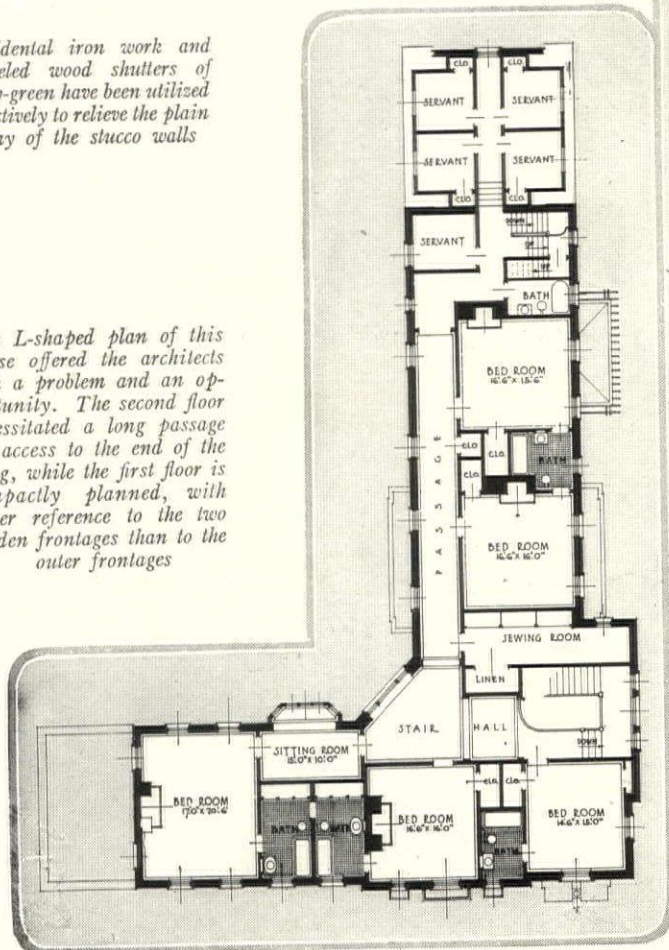 idental iron work and
eled wood shutters of
-green have been utilized
ctively to relieve the plain
ny of the stucco walls
L-shaped plan of this
se offered the architects
a problem and an op-
tunity. The second floor
essitated a long passage
access to the end of the
g, while the first floor is
pactly planned, with
er reference to the two
den frontages than to the
outer frontages
CLO.
CLO.
SERVANT
SERVANT
SERVANT
SERVANT
CLO.
CLO.
SERVANT
DOWN
UP
BATH
BED ROOM
16'6" X 15'6"
PASSAGE
CLO
CLO.
CLO.
BATH
BED ROOM
16'6" X 16'0"
SEWING ROOM
LINEN
STAIR
HALL
DOWN
SITTING ROOM
15'0" X 10'0"
BED ROOM
17'0" X 20'6"
BATH
BATH
BED ROOM
16'6" X 16'0"
CLO.
CLO.
BATH
BED ROOM
14'6" X 15'0"